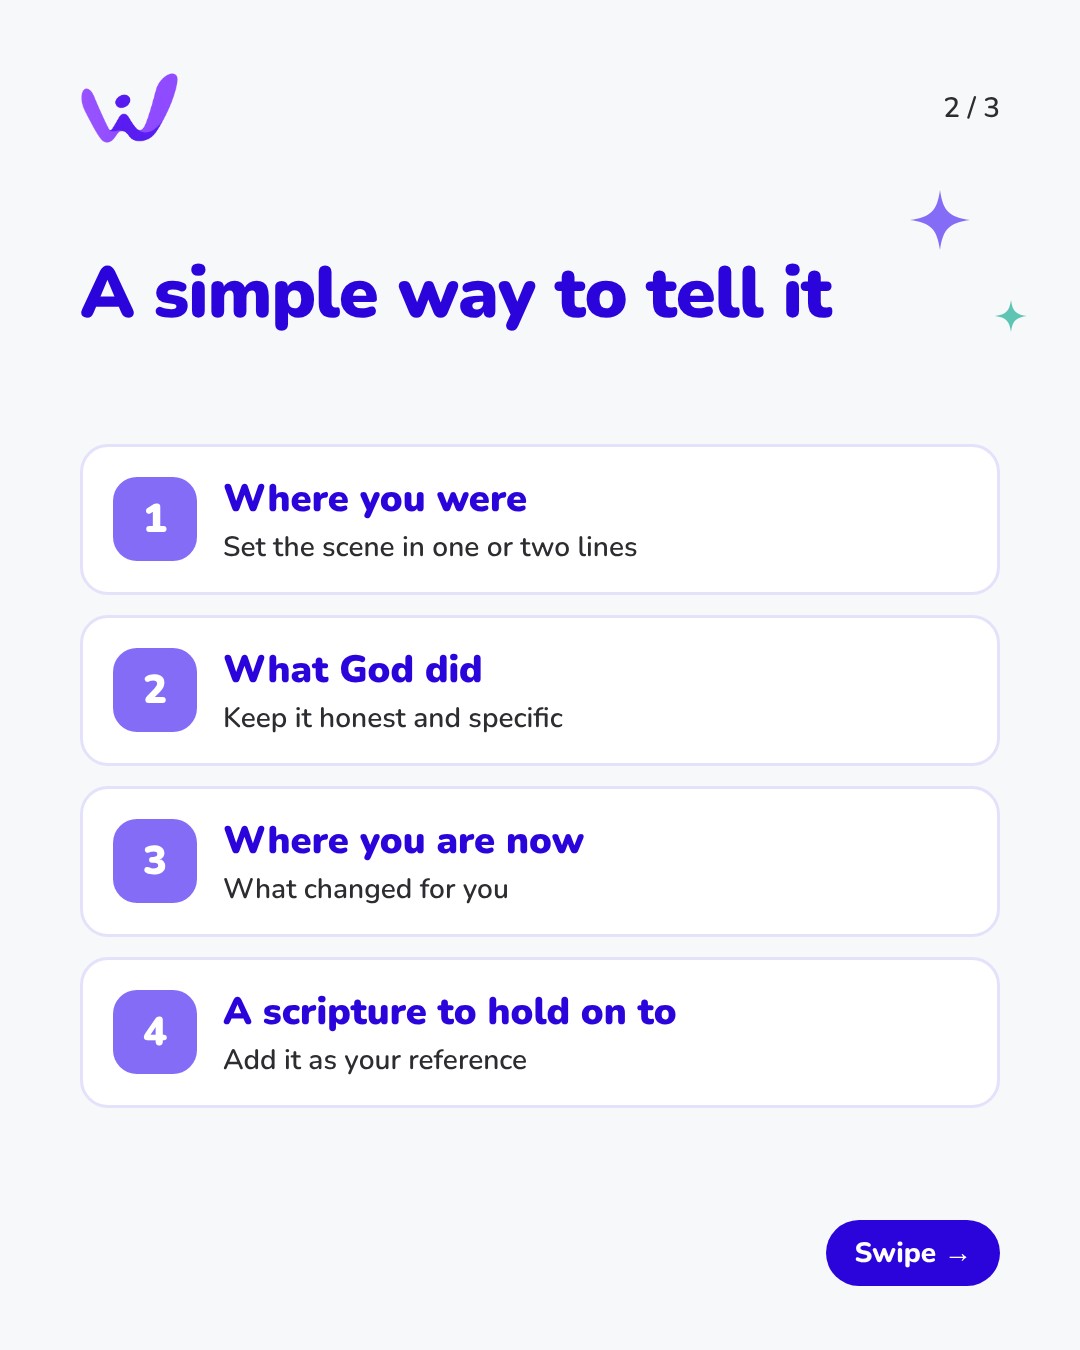 2 / 3
A simple way to tell it
1
Where you were
Set the scene in one or two lines
2
What God did
Keep it honest and specific
3
Where you are now
What changed for you
4
A scripture to hold on to
Add it as your reference
Swipe →